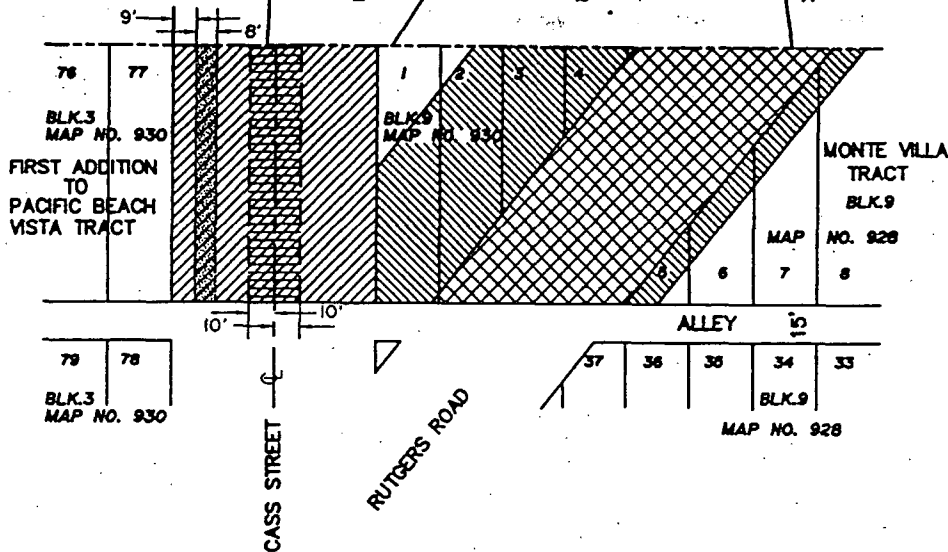 9'
8'
76
77
1
2
3
4
BLK.3
MAP NO. 930
BLK.9
MAP NO. 930
FIRST ADDITION
TO
PACIFIC BEACH
VISTA TRACT
MONTE VILLA
TRACT
BLK.9
MAP NO. 928
5
6
7
8
10'
10'
ALLEY
15'
79
78
37
36
35
34
33
BLK.3
MAP NO. 930
BLK.9
MAP NO. 928
CASS STREET
RUTGERS ROAD